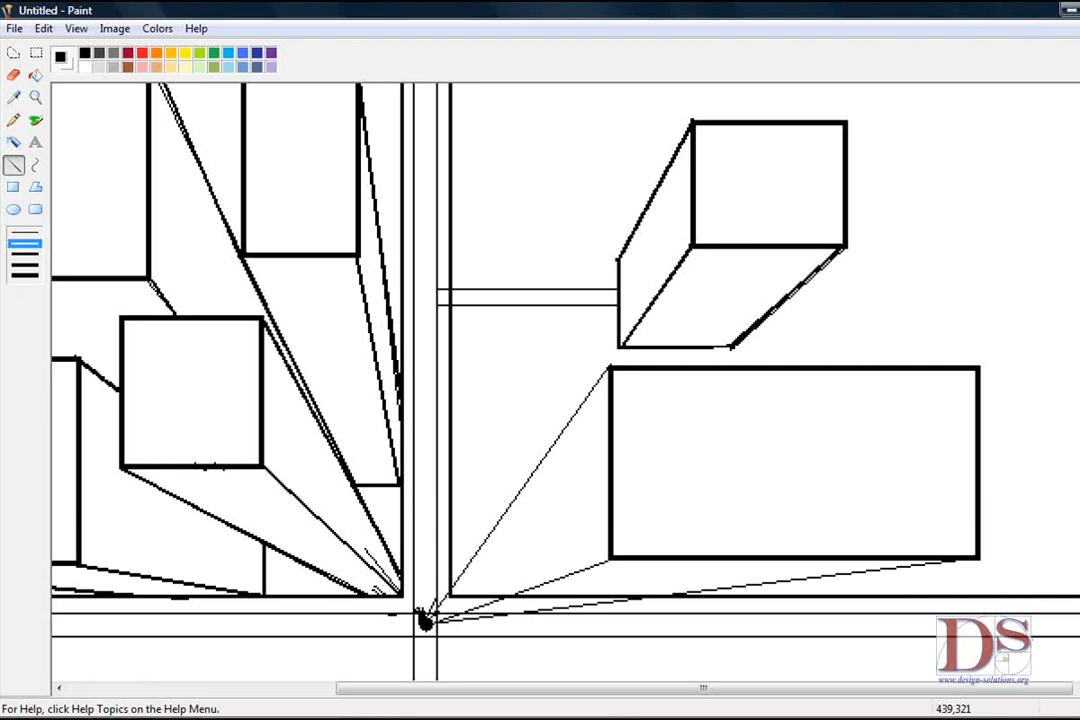 Untitled - Paint
File Edit View Image Colors Help
DS
www.design-solutions.org
For Help, click Help Topics on the Help Menu. 439,321